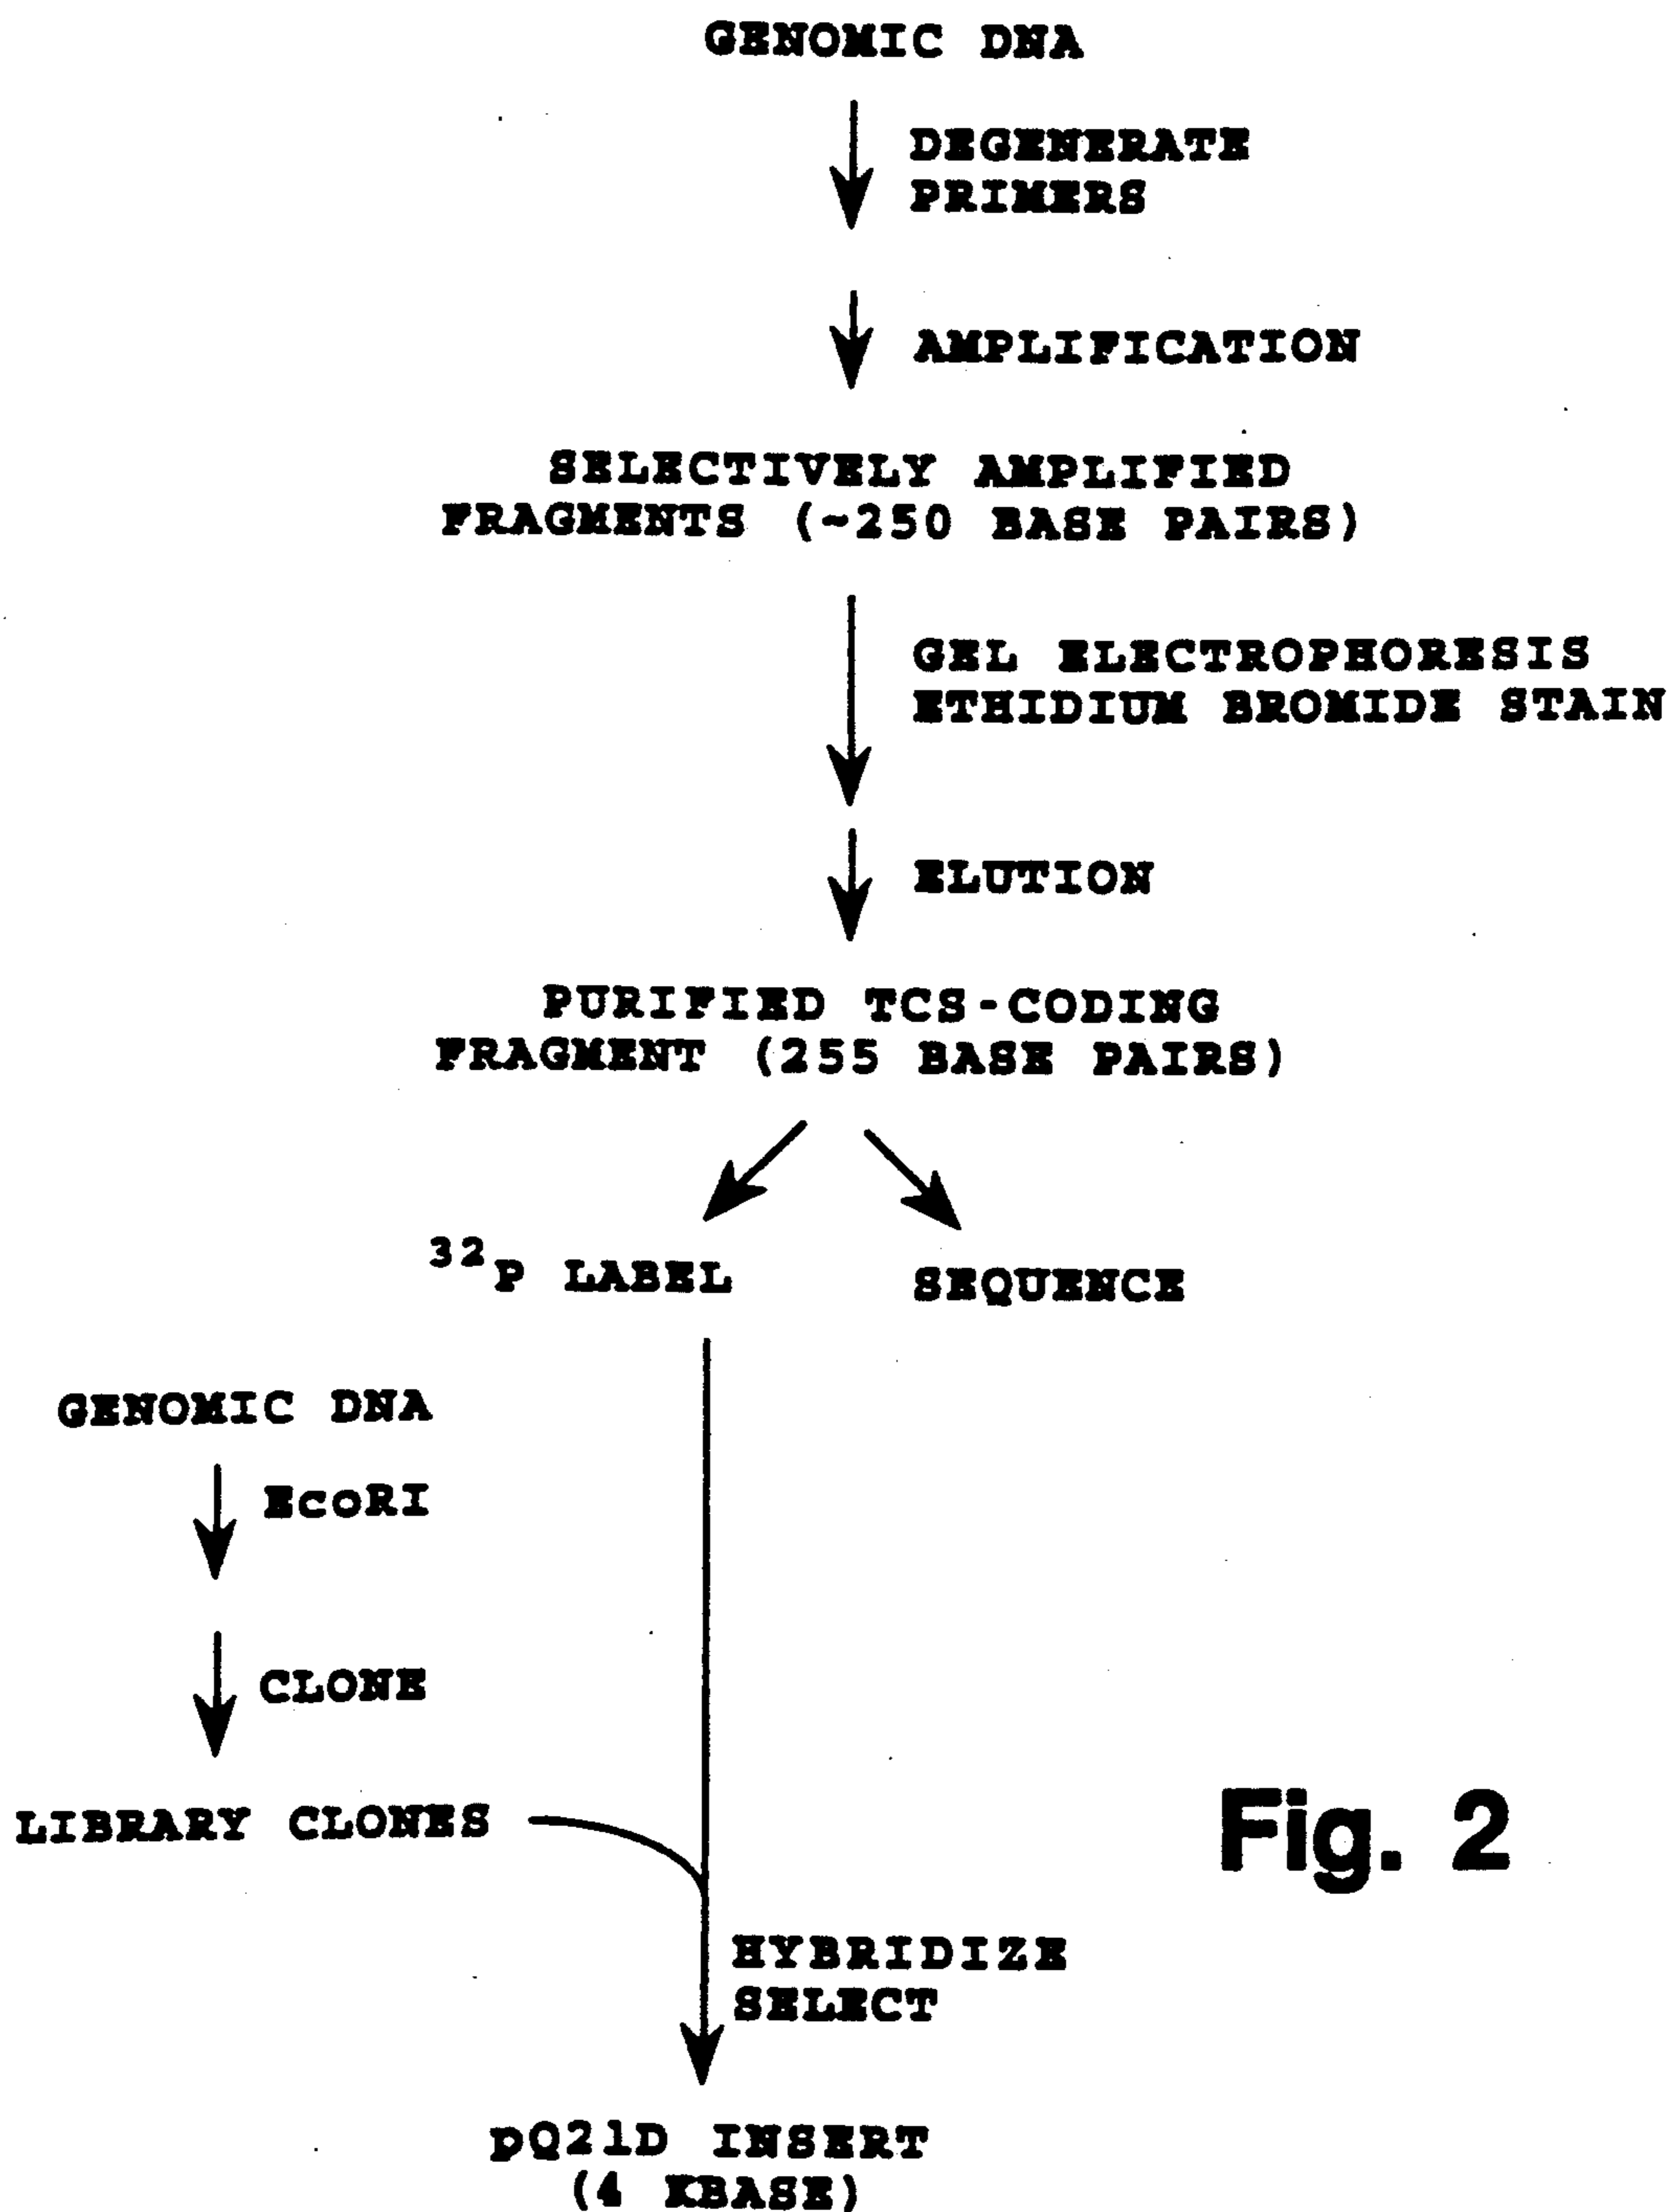 GENOMIC DNA
DEGENERATE
PRIMERS
AMPLIFICATION
SELECTIVELY AMPLIFIED
FRAGMENTS (~250 BASE PAIRS)
GEL ELECTROPHORESIS
ETHIDIUM BROMIDE STAIN
ELUTION
PURIFIED TCS-CODING
FRAGMENT (255 BASE PAIRS)
32P LABEL
SEQUENCE
GENOMIC DNA
EcoRI
CLONE
LIBRARY CLONES
HYBRIDIZE
SELECT
pQ21D INSERT
(4 KBASE)
Fig. 2